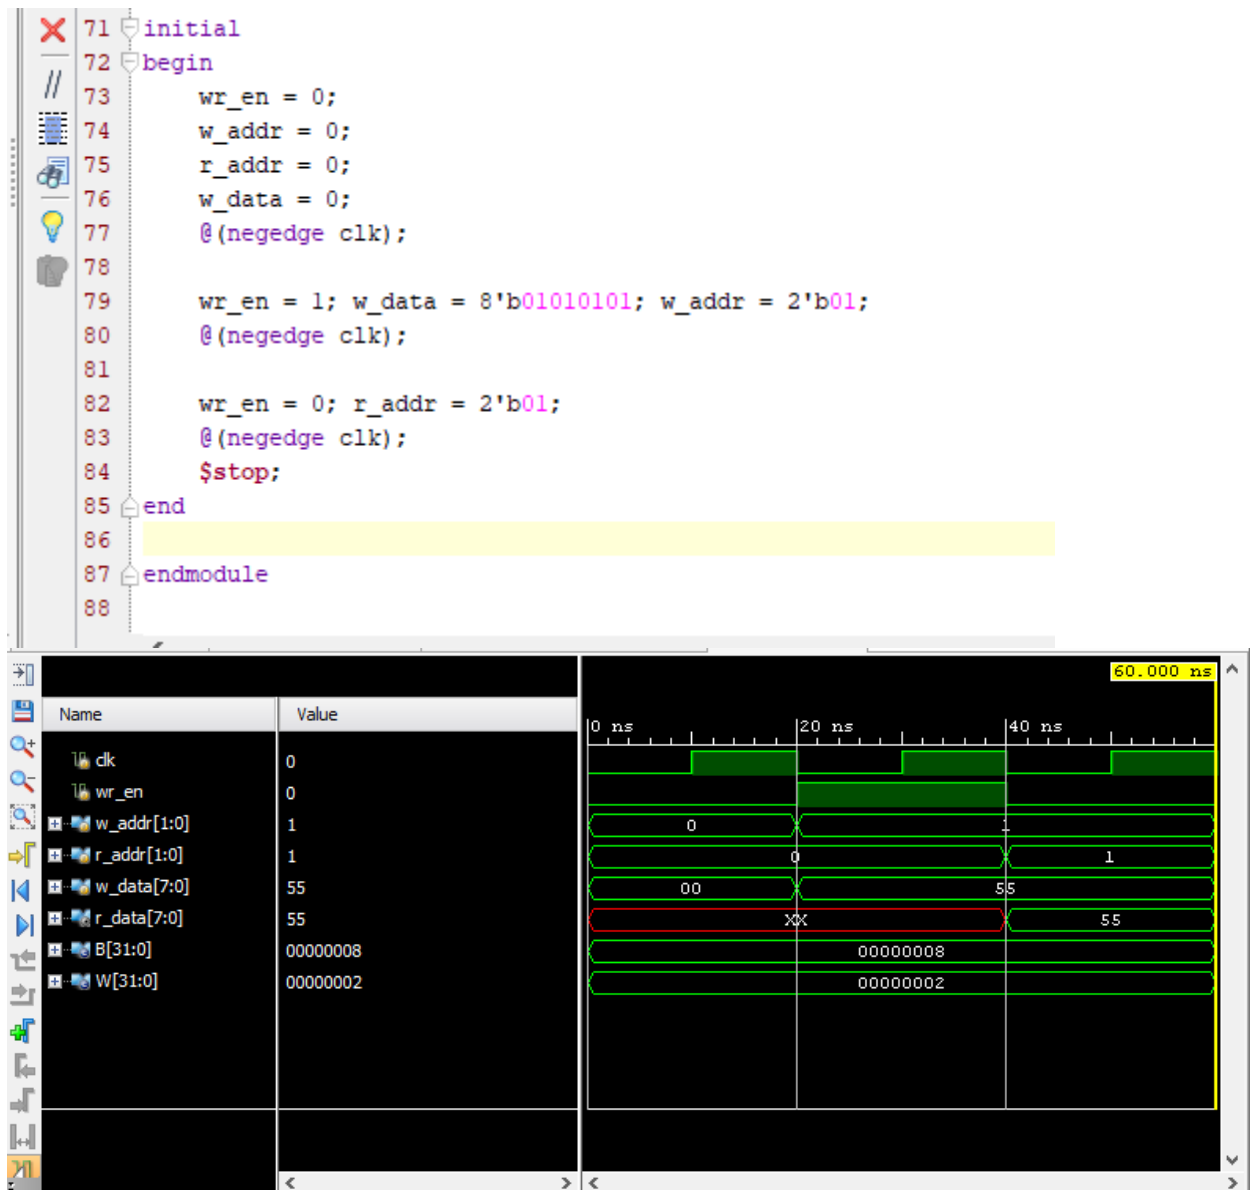 71 initial
72 begin
73 wr_en = 0;
74 w_addr = 0;
75 r_addr = 0;
76 w_data = 0;
77 @(negedge clk);
78
79 wr_en = 1; w_data = 8'b01010101; w_addr = 2'b01;
80 @(negedge clk);
81
82 wr_en = 0; r_addr = 2'b01;
83 @(negedge clk);
84 $stop;
85 end
86
87 endmodule
88
60.000 ns
Name Value
0 ns 20 ns 40 ns
clk 0
wr_en 0
w_addr[1:0] 1 0 1
r_addr[1:0] 1 0 1
w_data[7:0] 55 00 55
r_data[7:0] 55 XX 55
B[31:0] 00000008 00000008
W[31:0] 00000002 00000002